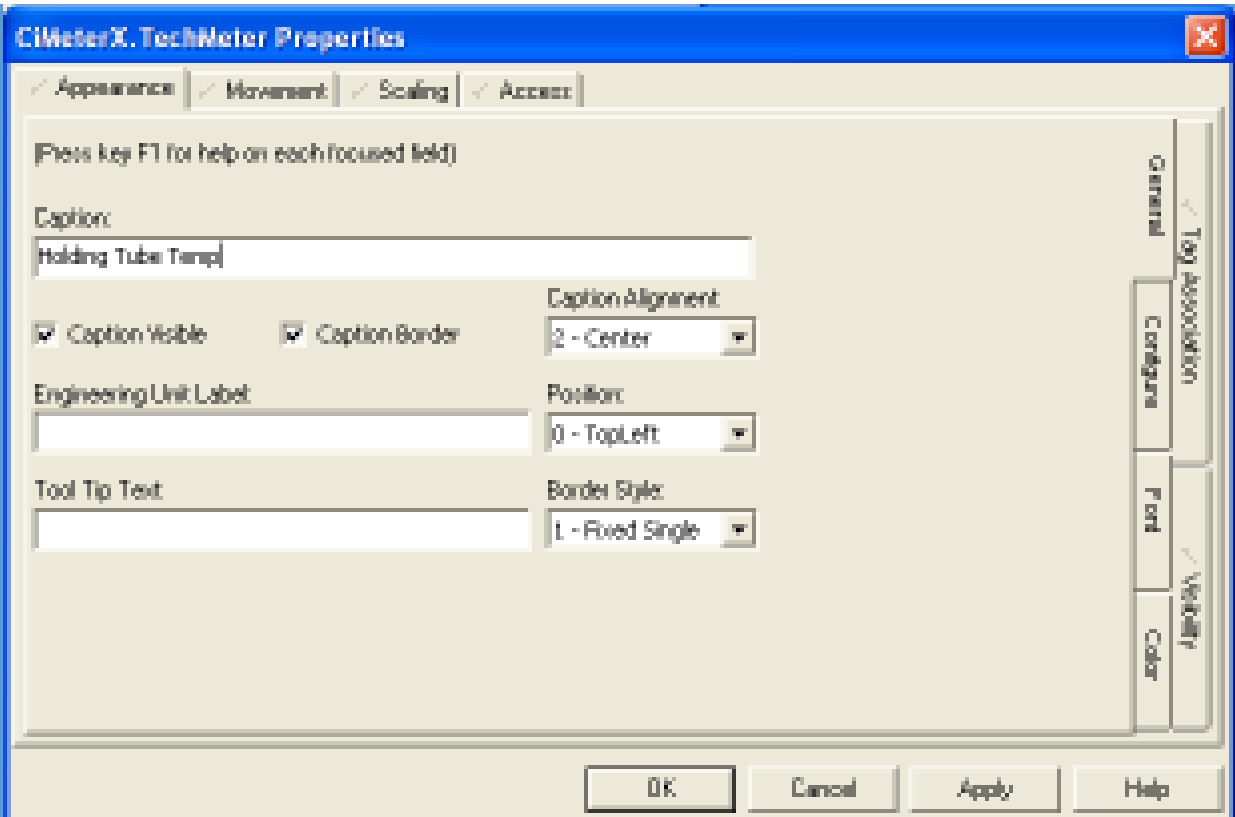 CiMeterX.TechMeter Properties
Appearance
Movement
Scaling
Access
(Press key F1 for help on each focused field)
Caption:
Holding Tube Temp
Caption Visible
Caption Border
Caption Alignment
2 - Center
Engineering Unit Label:
Position:
0 - TopLeft
Tool Tip Text
Border Style:
1 - Fixed Single
General
Configure
Font
Color
Tag Association
Visibility
OK
Cancel
Apply
Help